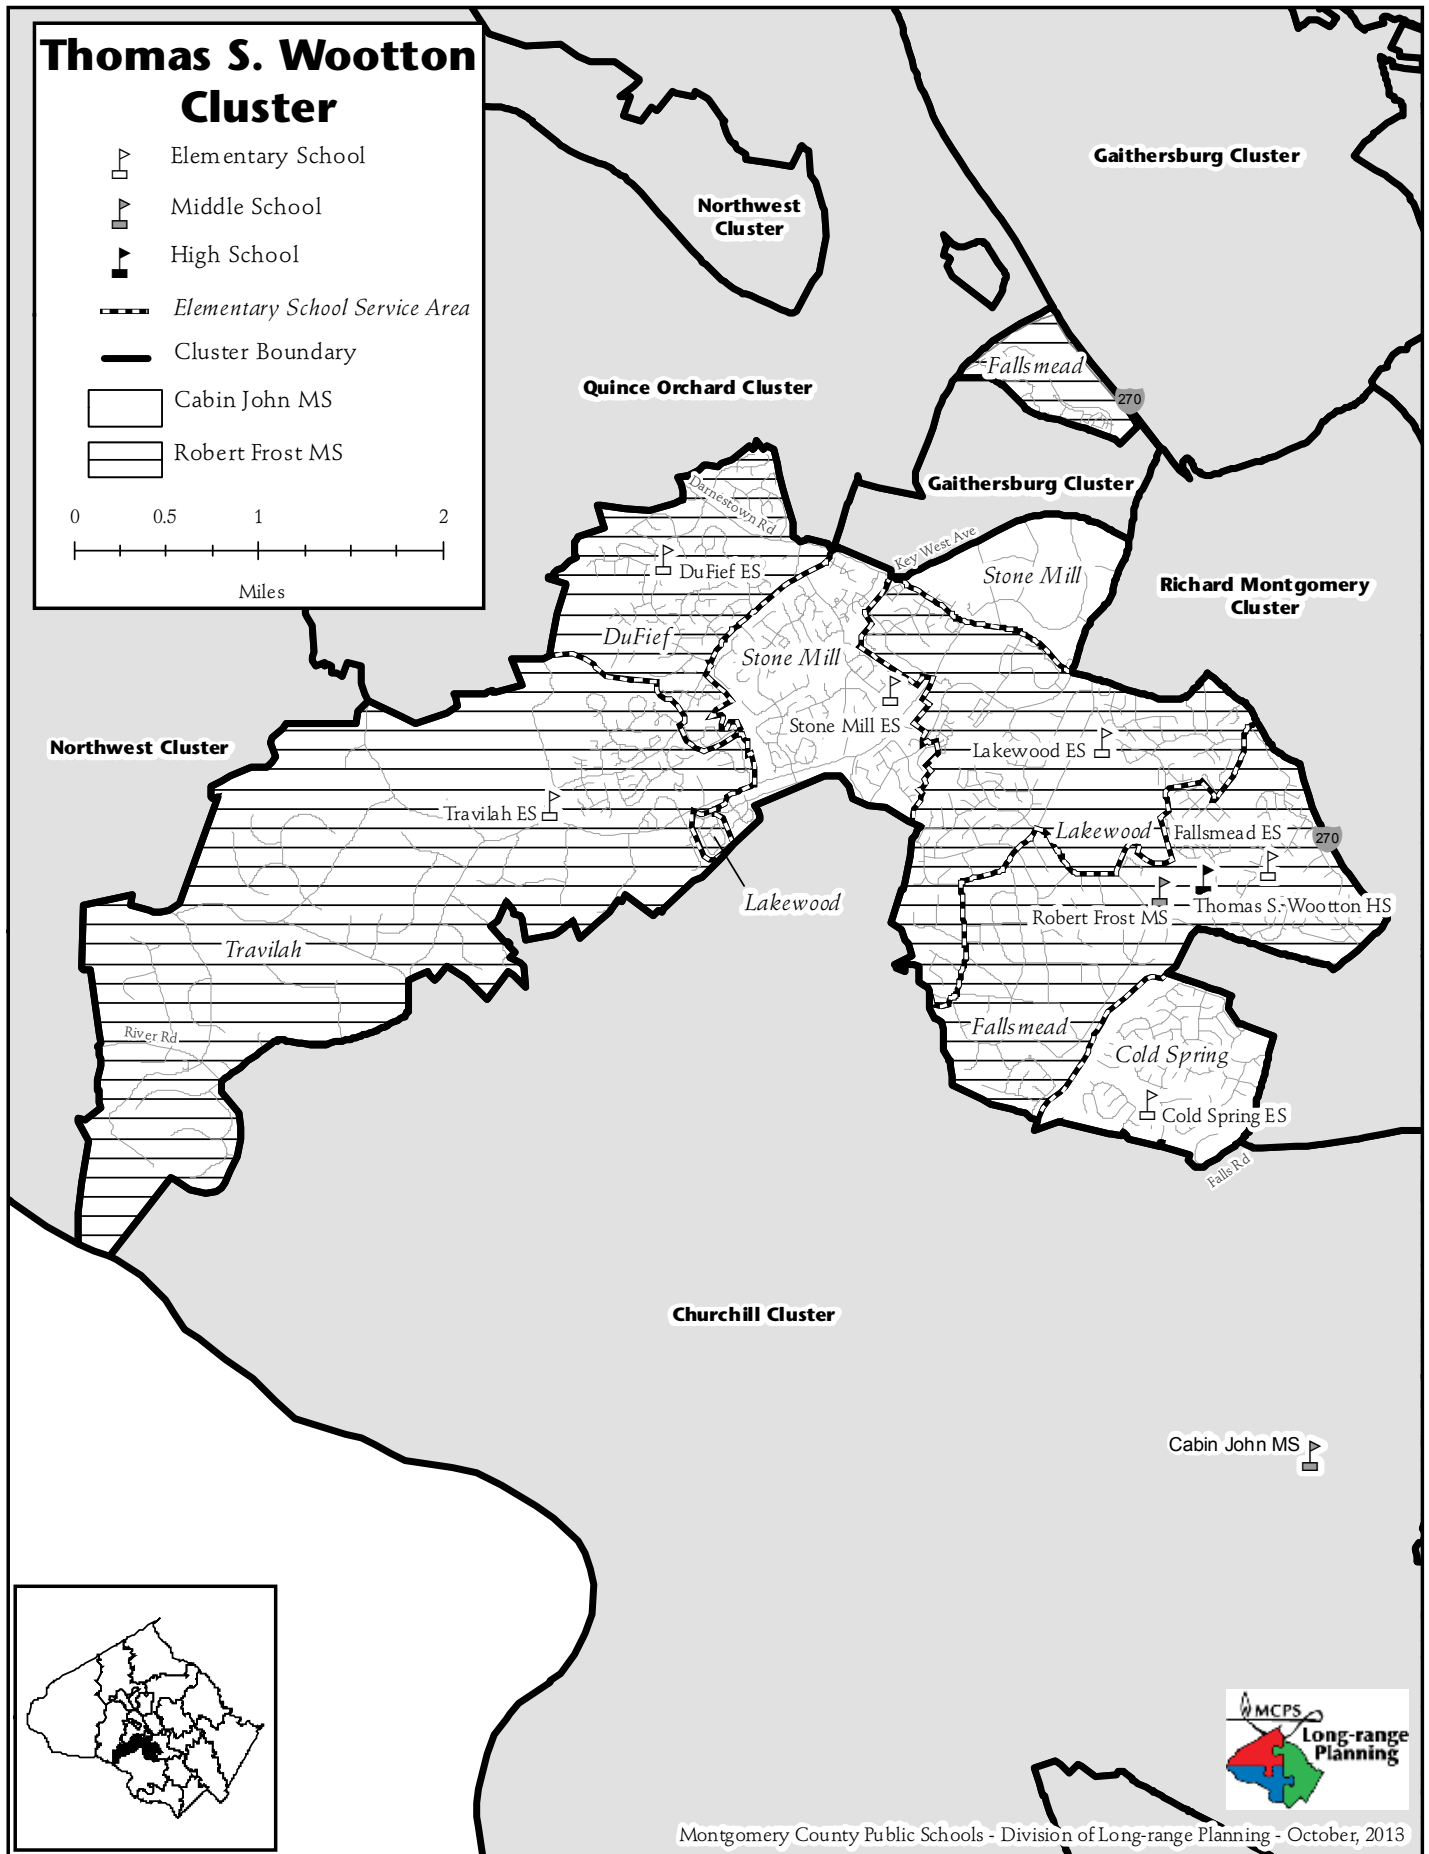 Thomas S. Wootton
Cluster
Elementary School
Middle School
High School
Elementary School Service Area
Cluster Boundary
Cabin John MS
Robert Frost MS
0 0.5 1 2
Miles
Gaithersburg Cluster
Northwest
Cluster
Fallsmead
270
Quince Orchard Cluster
Gaithersburg Cluster
Darnestown Rd
Key West Ave
DuFief ES
Stone Mill
Richard Montgomery
Cluster
DuFief
Stone Mill
Stone Mill ES
Northwest Cluster
Lakewood ES
Travilah ES
Lakewood
Fallsmead ES
270
Lakewood
Robert Frost MS
Thomas S. Wootton HS
Travilah
River Rd
Fallsmead
Cold Spring
Cold Spring ES
Falls Rd
Churchill Cluster
Cabin John MS
MCPS
Long-range
Planning
Montgomery County Public Schools - Division of Long-range Planning - October, 2013